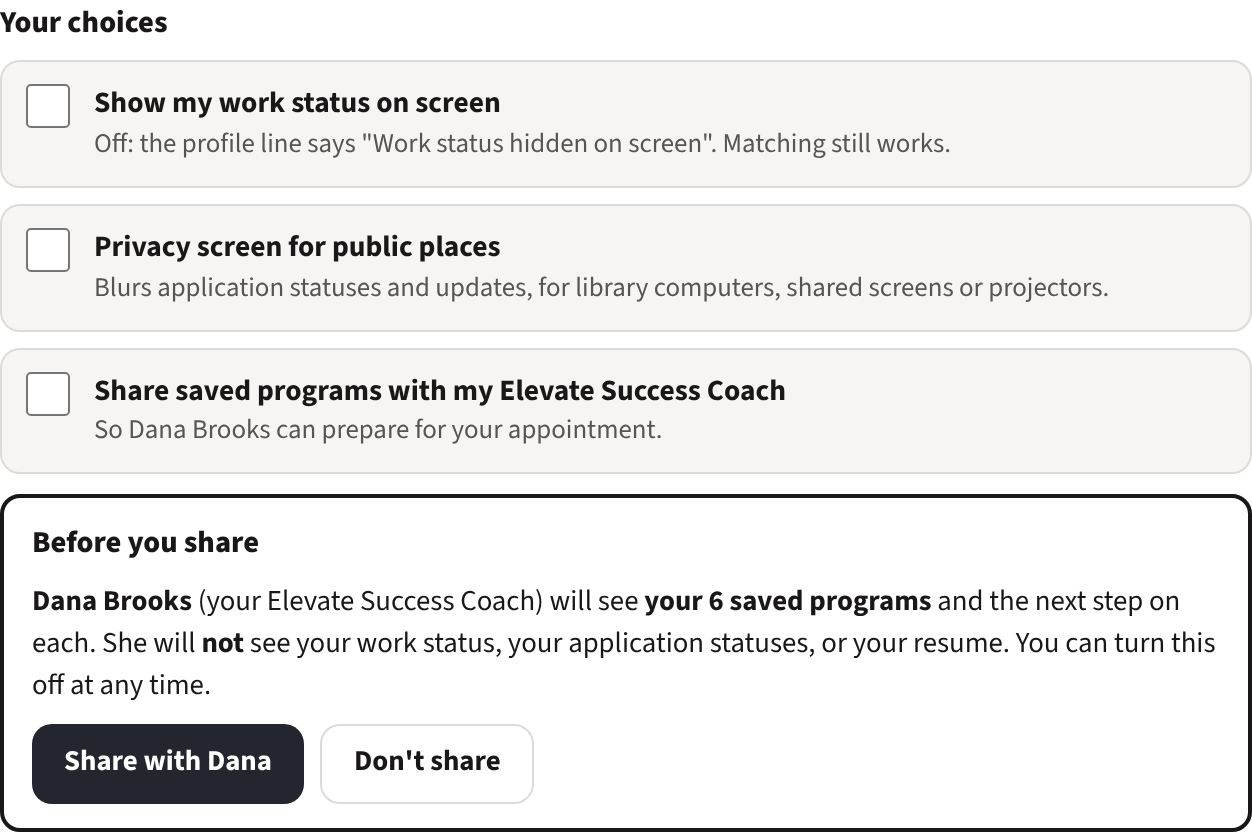 Your choices
Show my work status on screen
Off: the profile line says "Work status hidden on screen". Matching still works.
Privacy screen for public places
Blurs application statuses and updates, for library computers, shared screens or projectors.
Share saved programs with my Elevate Success Coach
So Dana Brooks can prepare for your appointment.
Before you share
Dana Brooks (your Elevate Success Coach) will see your 6 saved programs and the next step on
each. She will not see your work status, your application statuses, or your resume. You can turn this
off at any time.
Share with Dana
Don't share